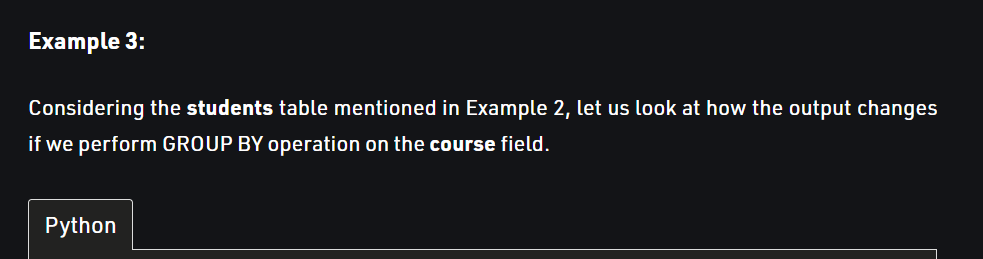 Example 3:
Considering the students table mentioned in Example 2, let us look at how the output changes
if we perform GROUP BY operation on the course field.
Python